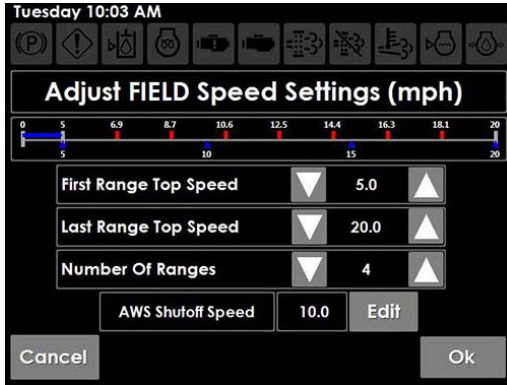 Tuesday 10:03 AM
(P)
Adjust FIELD Speed Settings (mph)
0 5 6.9 8.7 10.6 12.5 14.4 16.3 18.1 20
5 10 15 20
First Range Top Speed 5.0
Last Range Top Speed 20.0
Number Of Ranges 4
AWS Shutoff Speed 10.0 Edit
Cancel Ok